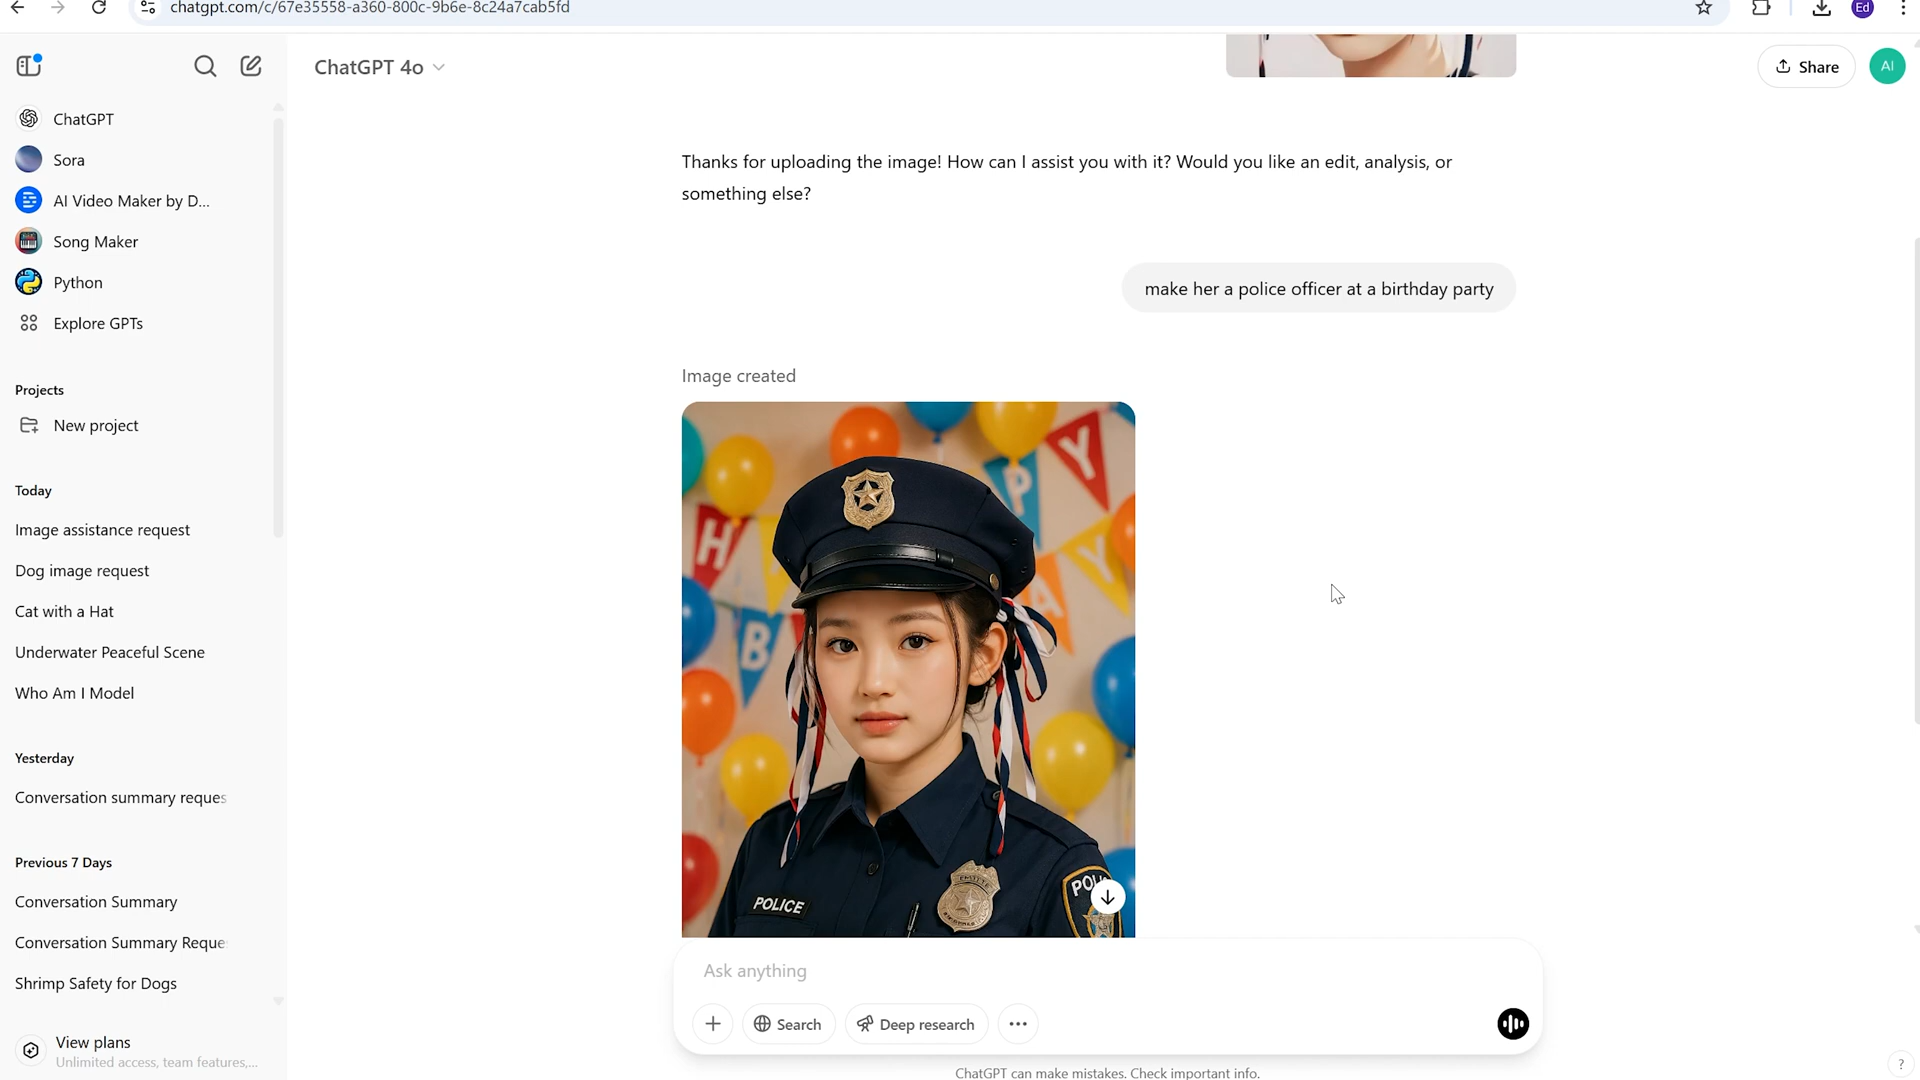 chatgpt.com/c/67e35558-a360-800c-9b6e-8c24a7cab5fd
Ed
ChatGPT 4o
Share
AI
ChatGPT
Sora
AI Video Maker by D...
Song Maker
Python
Explore GPTs
Projects
New project
Today
Image assistance request
Dog image request
Cat with a Hat
Underwater Peaceful Scene
Who Am I Model
Yesterday
Conversation summary reques
Previous 7 Days
Conversation Summary
Conversation Summary Reque
Shrimp Safety for Dogs
View plans
Unlimited access, team features,...
Thanks for uploading the image! How can I assist you with it? Would you like an edit, analysis, or
something else?
make her a police officer at a birthday party
Image created
H P Y
B A Y
POLICE
POLI
Ask anything
Search
Deep research
ChatGPT can make mistakes. Check important info.
?